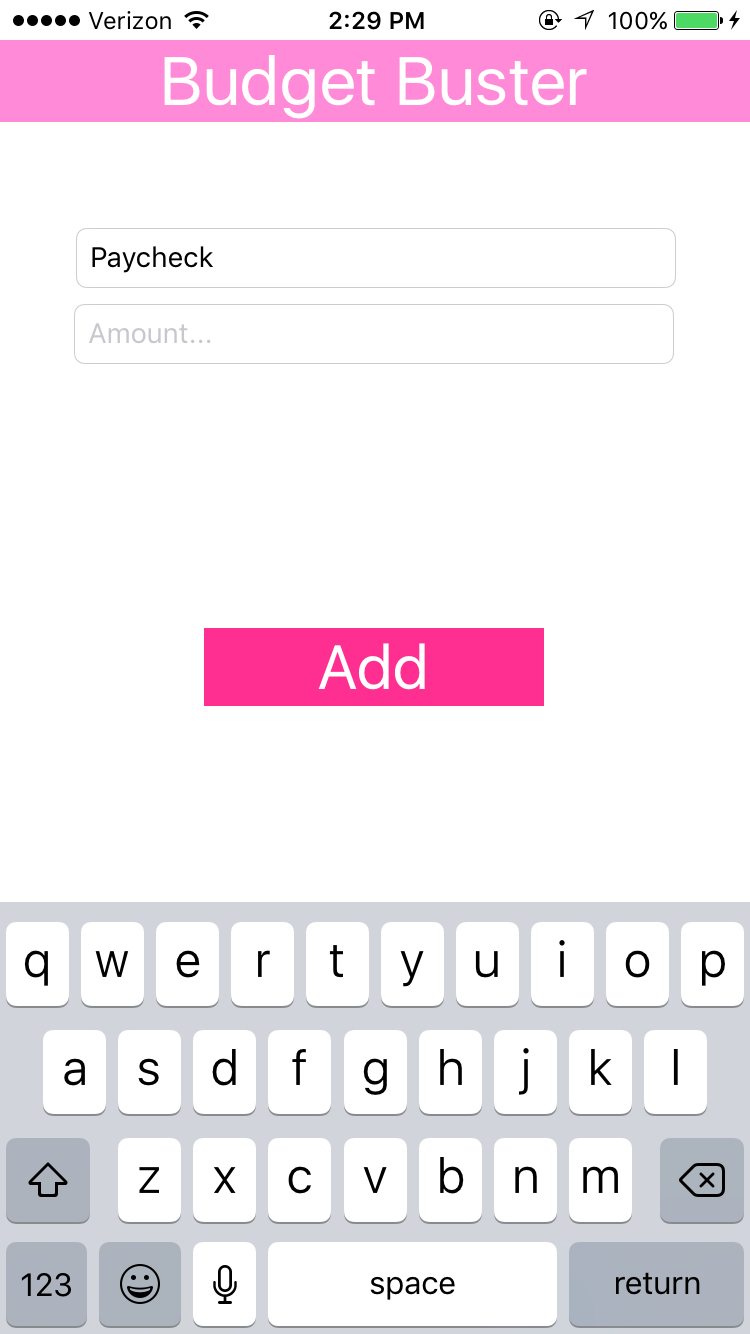 Verizon 2:29 PM 100%
Budget Buster
Paycheck
Amount...
Add
q w e r t y u i o p
a s d f g h j k l
z x c v b n m
123 space return